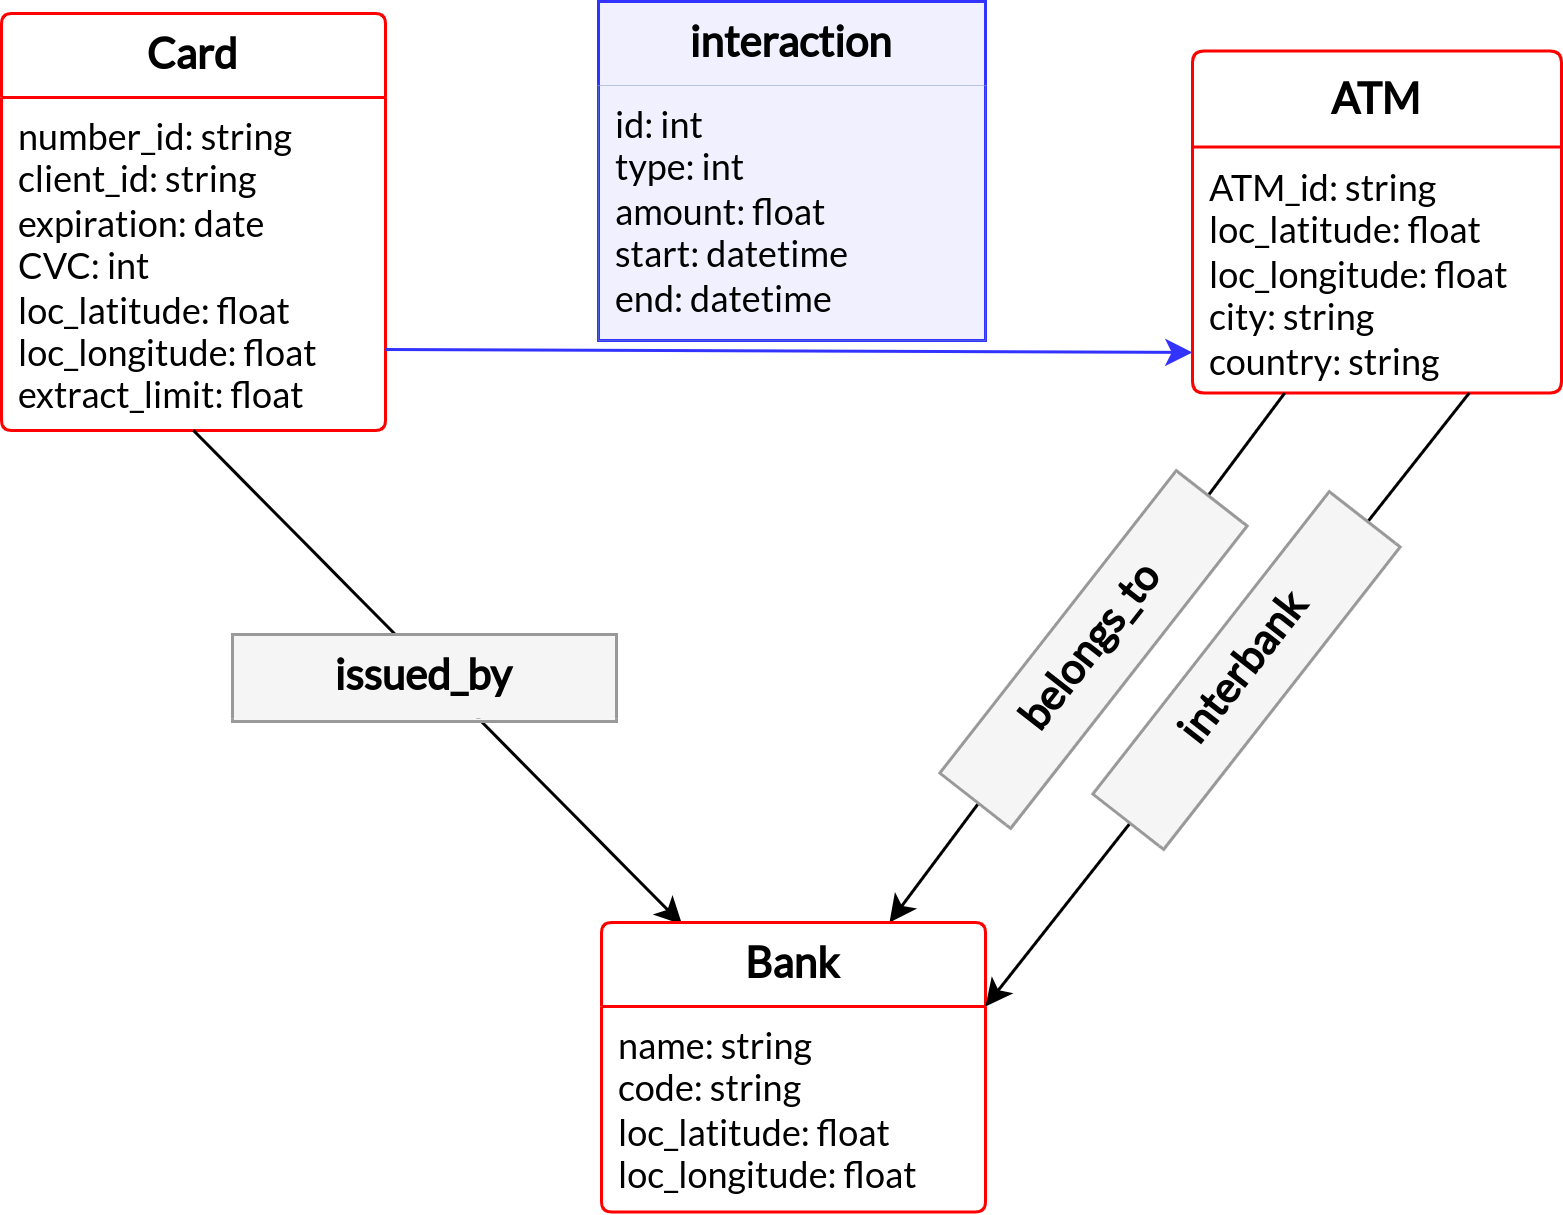 Card
number_id: string
client_id: string
expiration: date
CVC: int
loc_latitude: float
loc_longitude: float
extract_limit: float
interaction
id: int
type: int
amount: float
start: datetime
end: datetime
ATM
ATM_id: string
loc_latitude: float
loc_longitude: float
city: string
country: string
issued_by
belongs_to
interbank
Bank
name: string
code: string
loc_latitude: float
loc_longitude: float